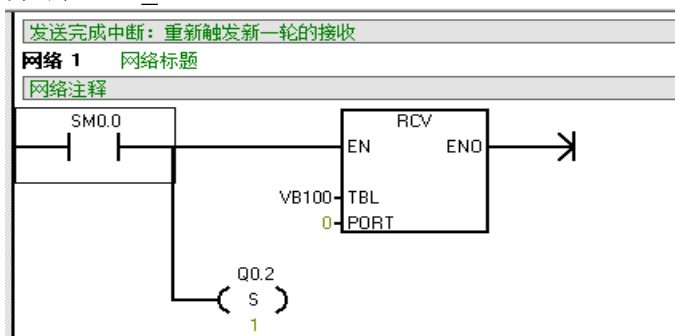 发送完成中断：重新触发新一轮的接收
网络 1 网络标题
网络注释
SM0.0
RCV
EN ENO
VB100 TBL
0 PORT
Q0.2
S
1